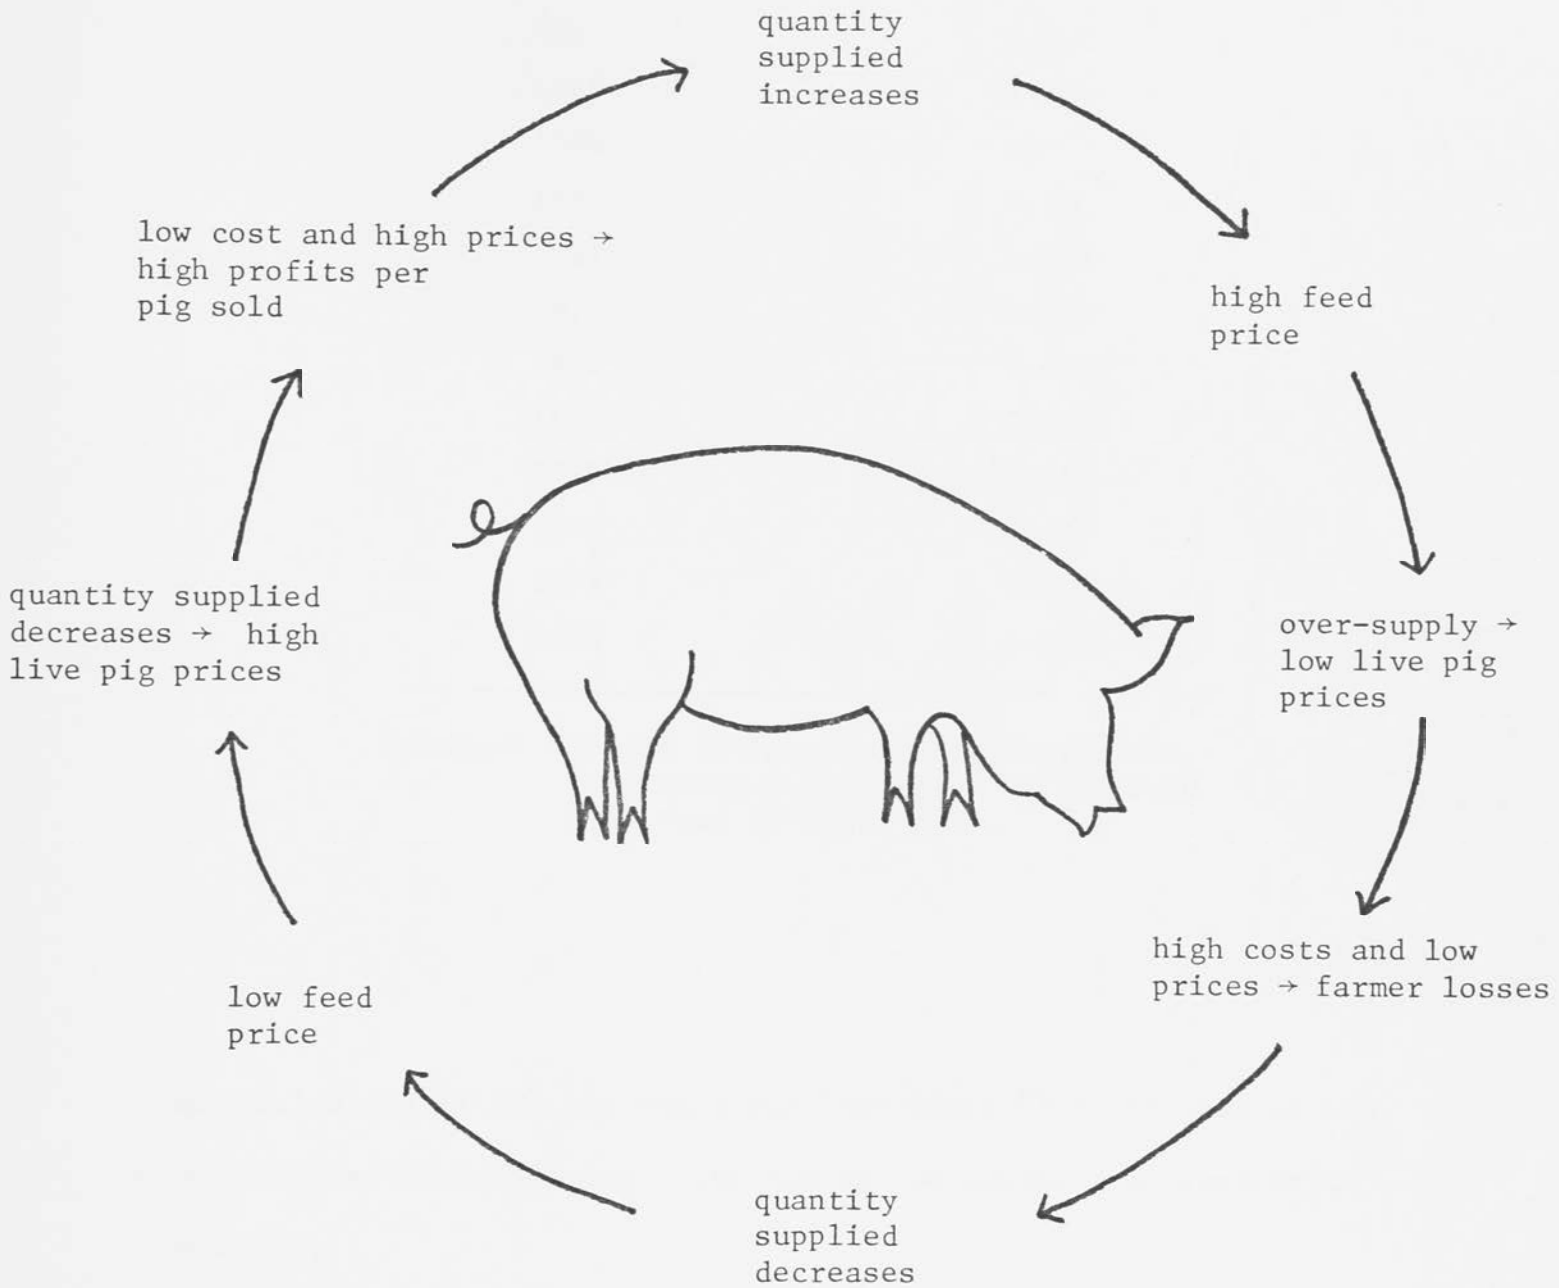 quantity
supplied
increases
high feed
price
over-supply →
low live pig
prices
high costs and low
prices → farmer losses
quantity
supplied
decreases
low feed
price
quantity supplied
decreases → high
live pig prices
low cost and high prices →
high profits per
pig sold